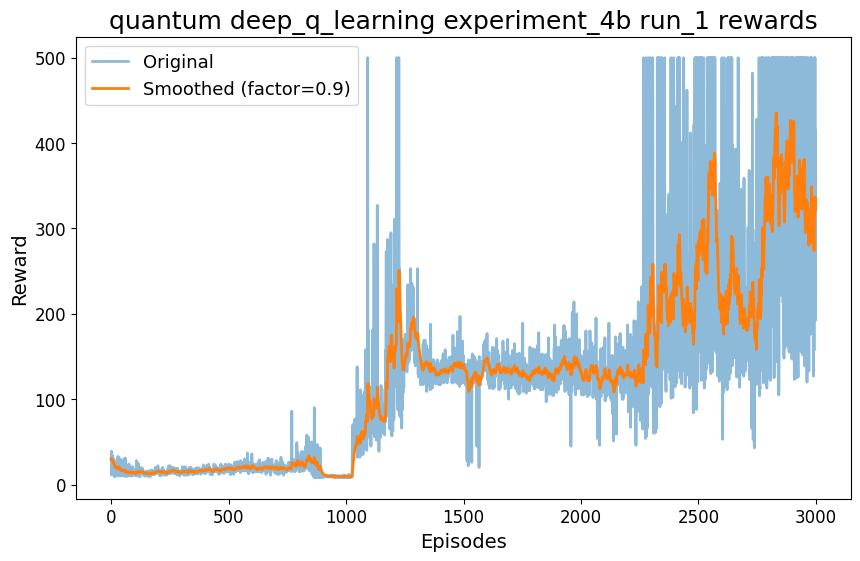 quantum deep_q_learning experiment_4b run_1 rewards
Original
Smoothed (factor=0.9)
Reward
500
400
300
200
100
0
0 500 1000 1500 2000 2500 3000
Episodes